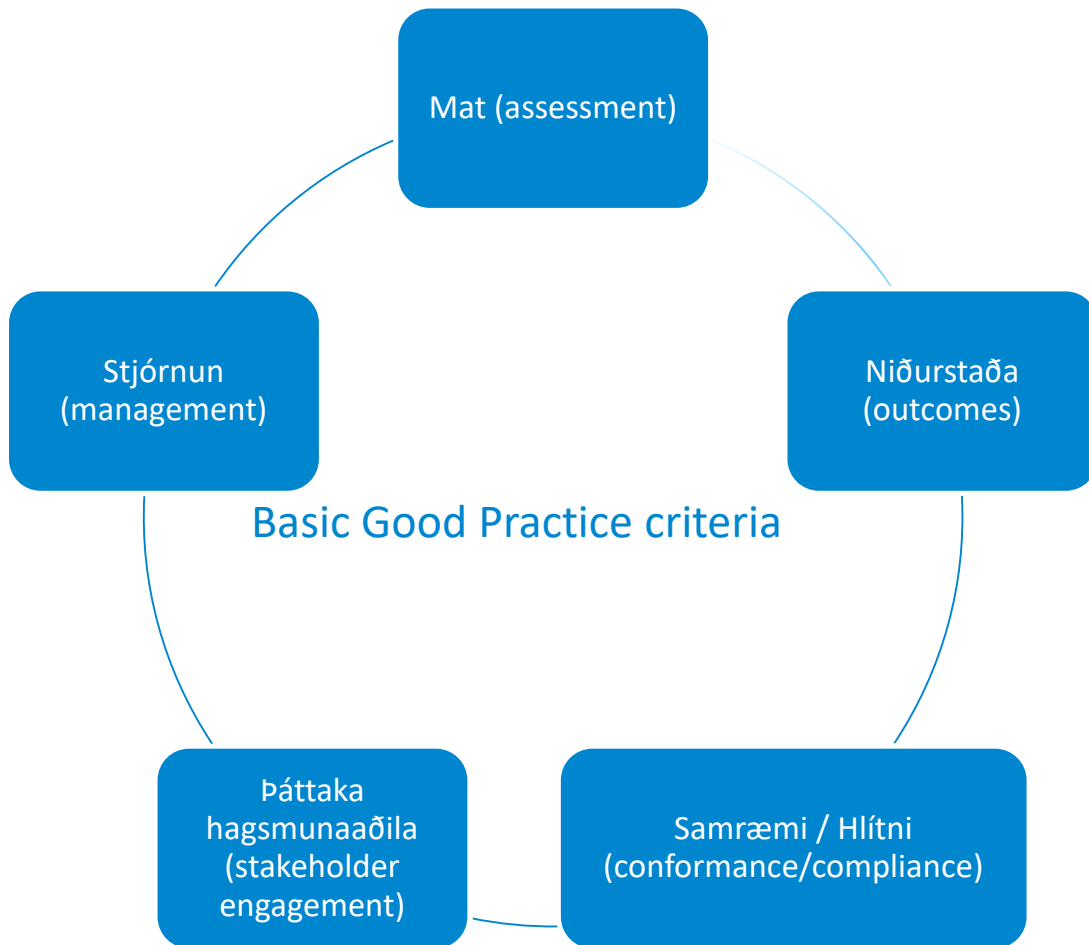 Mat (assessment)
Stjórnun
(management)
Niðurstaða
(outcomes)
Basic Good Practice criteria
Þáttaka
hagsmunaaðila
(stakeholder
engagement)
Samræmi / Hlítni
(conformance/compliance)